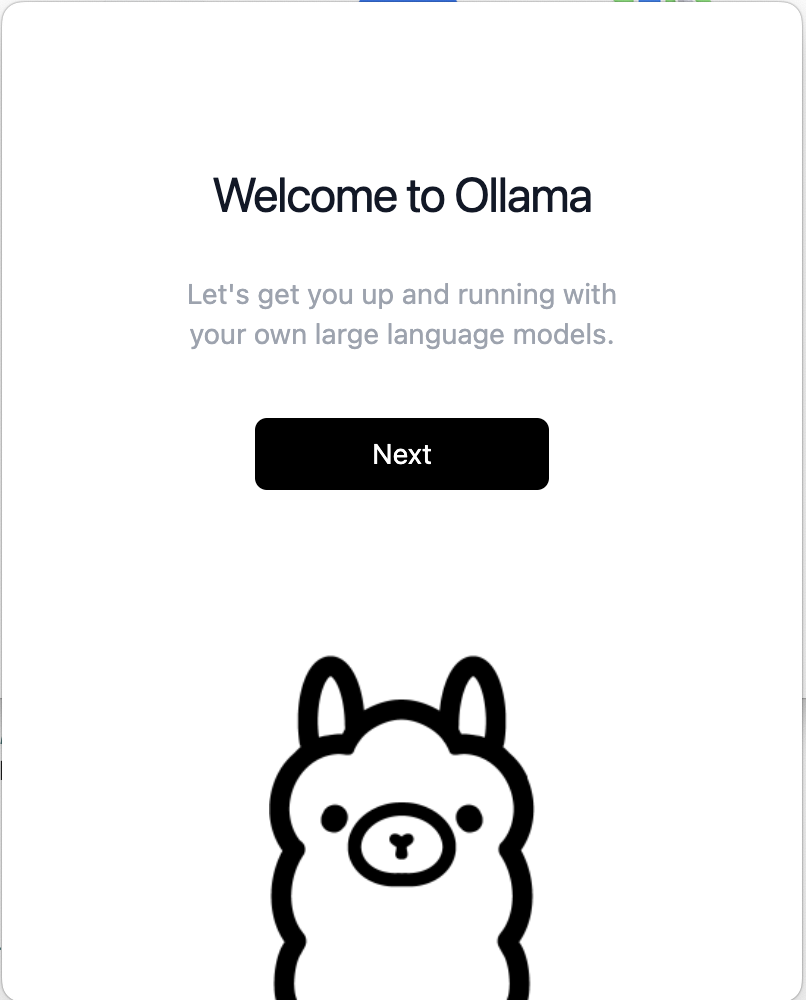 Welcome to Ollama
Let's get you up and running with
your own large language models.
Next